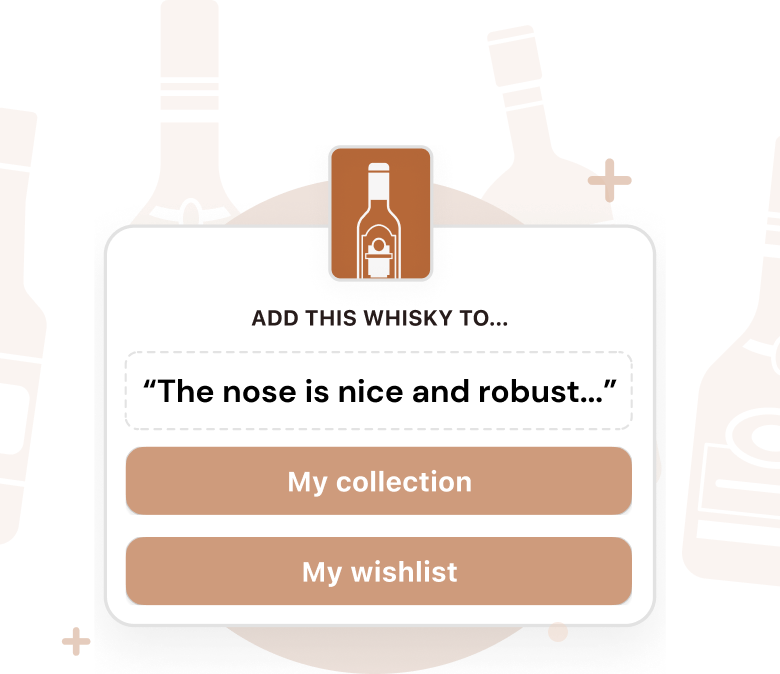 ADD THIS WHISKY TO...
“The nose is nice and robust...”
My collection
My wishlist